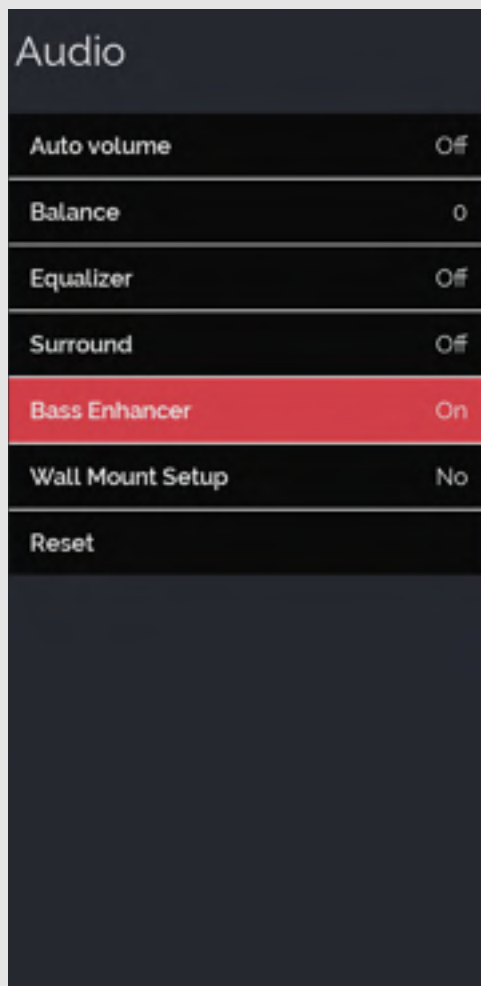 Audio
Auto volume Off
Balance 0
Equalizer Off
Surround Off
Bass Enhancer On
Wall Mount Setup No
Reset